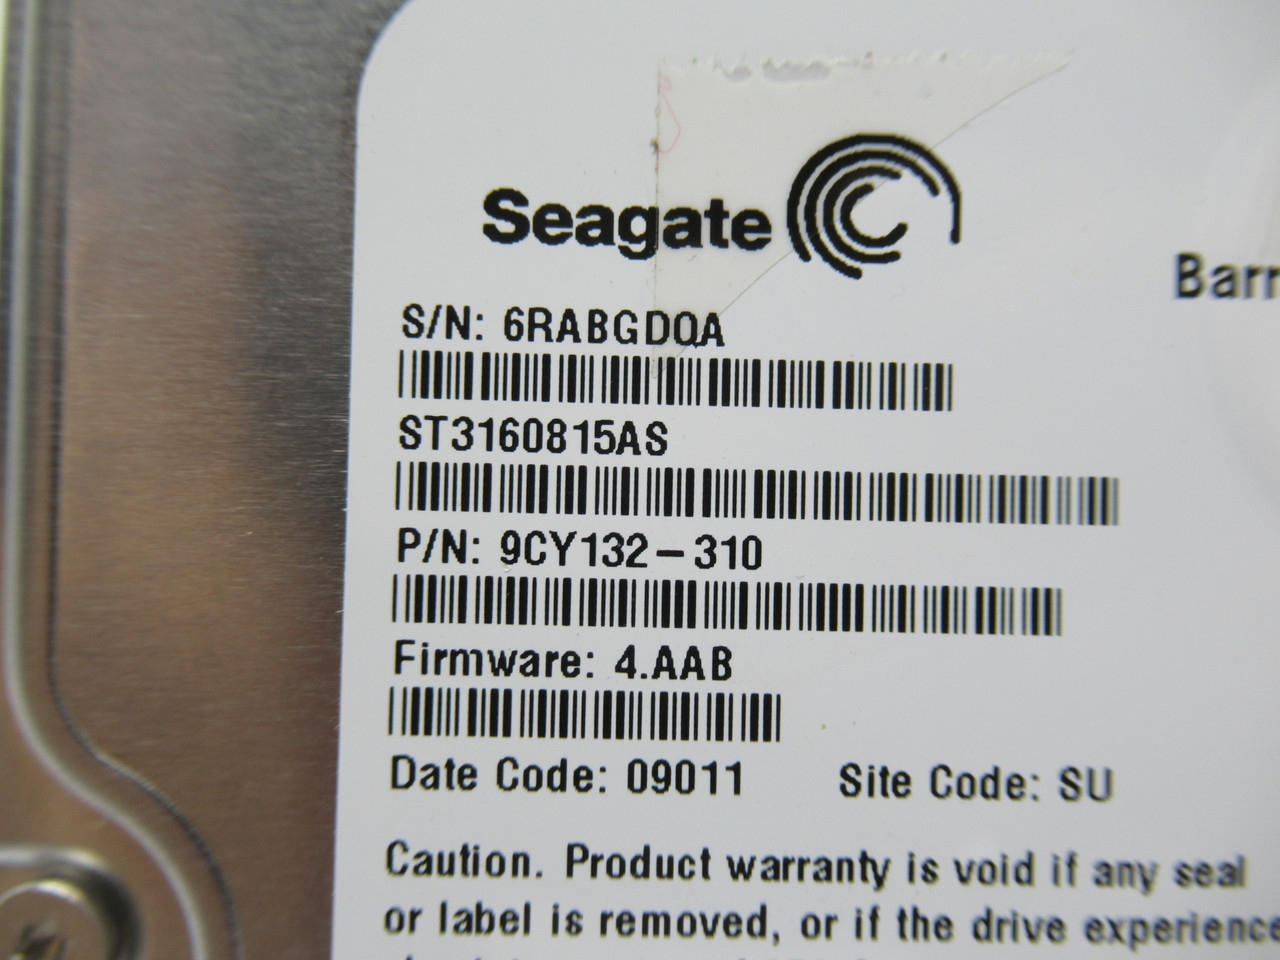 Seagate
Barr
S/N: 6RABGDQA
ST3160815AS
P/N: 9CY132-310
Firmware: 4.AAB
Date Code: 09011 Site Code: SU
Caution. Product warranty is void if any seal
or label is removed, or if the drive experience